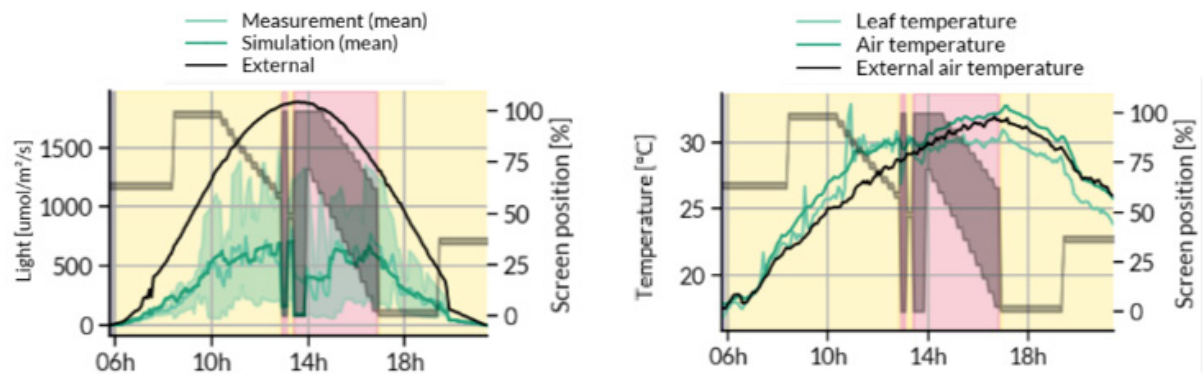 Measurement (mean)
Simulation (mean)
External
Light [umol/m²/s]
1500
1000
500
0
06h 10h 14h 18h
100
75
50
25
0
Screen position [%]
Leaf temperature
Air temperature
External air temperature
Temperature [°C]
30
25
20
06h 10h 14h 18h
100
75
50
25
0
Screen position [%]